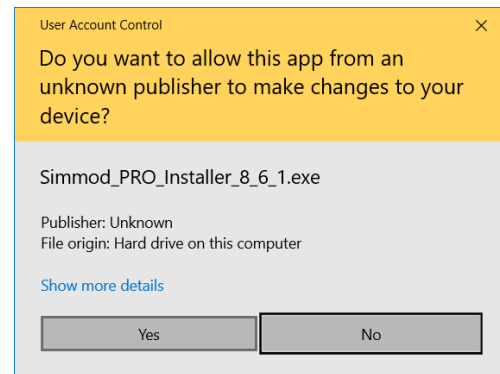 User Account Control
Do you want to allow this app from an
unknown publisher to make changes to your
device?
Simmod_PRO_Installer_8_6_1.exe
Publisher: Unknown
File origin: Hard drive on this computer
Show more details
Yes
No